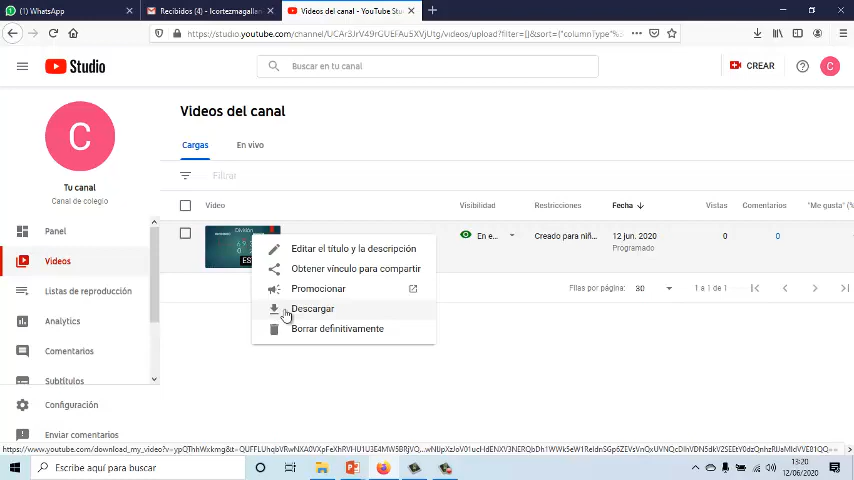 (1) WhatsApp
Recibidos (4) - lcortezmagallan
Videos del canal - YouTube Stu
https://studio.youtube.com/channel/UCAr3JrV49rGUEFAu5XVjUtg/videos/upload?filter=[]&sort={"columnType"%
Studio
Buscar en tu canal
CREAR
C
C
Tu canal
Canal de colegio
Panel
Videos
Listas de reproducción
Analytics
Comentarios
Subtítulos
Configuración
Enviar comentarios
Videos del canal
Cargas
En vivo
Filtrar
Video
Visibilidad
Restricciones
Fecha
Vistas
Comentarios
"Me gusta" (%
División
En e...
Creado para niñ...
12 jun. 2020
Programado
0
0
Editar el título y la descripción
Obtener vínculo para compartir
Promocionar
Descargar
Borrar definitivamente
Filas por página:
30
1 a 1 de 1
Escribe aquí para buscar
13:20
12/06/2020